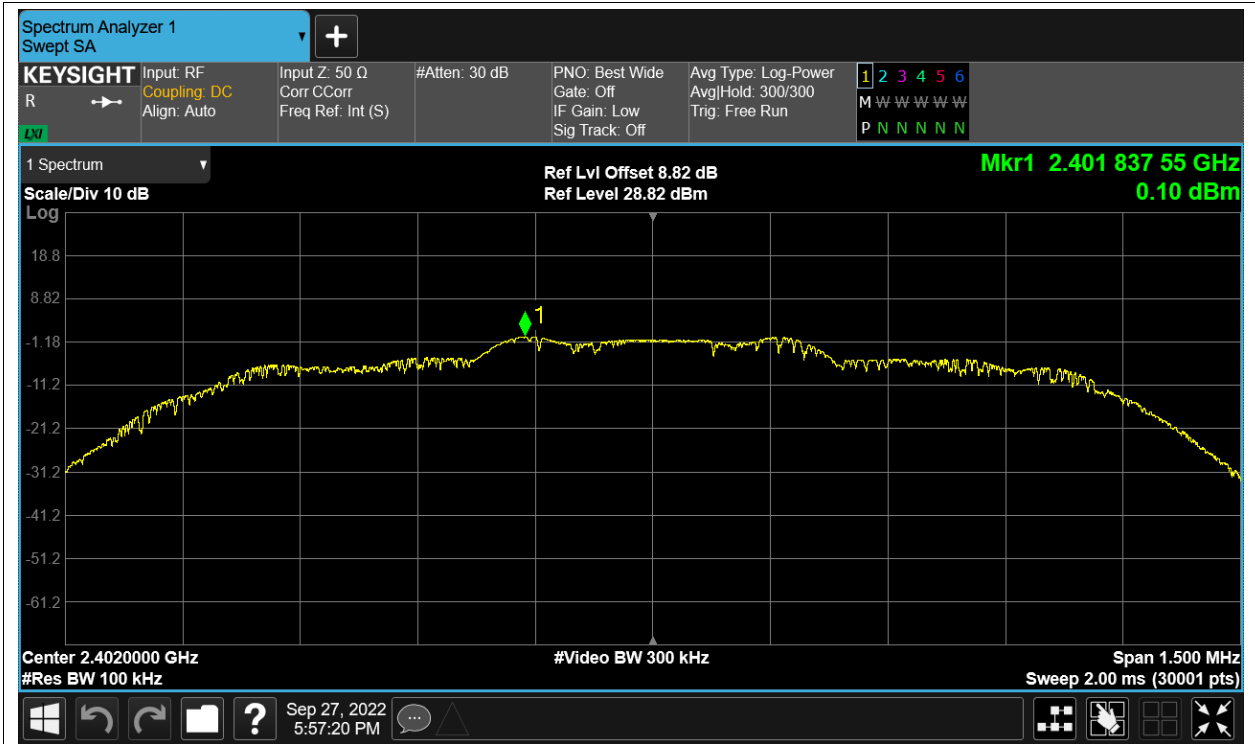 Spectrum Analyzer 1
Swept SA
KEYSIGHT
R
LXI
Input: RF
Coupling: DC
Align: Auto
Input Z: 50 Ω
Corr CCorr
Freq Ref: Int (S)
#Atten: 30 dB
PNO: Best Wide
Gate: Off
IF Gain: Low
Sig Track: Off
Avg Type: Log-Power
Avg|Hold: 300/300
Trig: Free Run
1 2 3 4 5 6
M W W W W W
P N N N N N
1 Spectrum
Scale/Div 10 dB
Log
Ref Lvl Offset 8.82 dB
Ref Level 28.82 dBm
Mkr1 2.401 837 55 GHz
0.10 dBm
18.8
8.82
1
-1.18
-11.2
-21.2
-31.2
-41.2
-51.2
-61.2
Center 2.4020000 GHz
#Video BW 300 kHz
Span 1.500 MHz
#Res BW 100 kHz
Sweep 2.00 ms (30001 pts)
?
Sep 27, 2022
5:57:20 PM